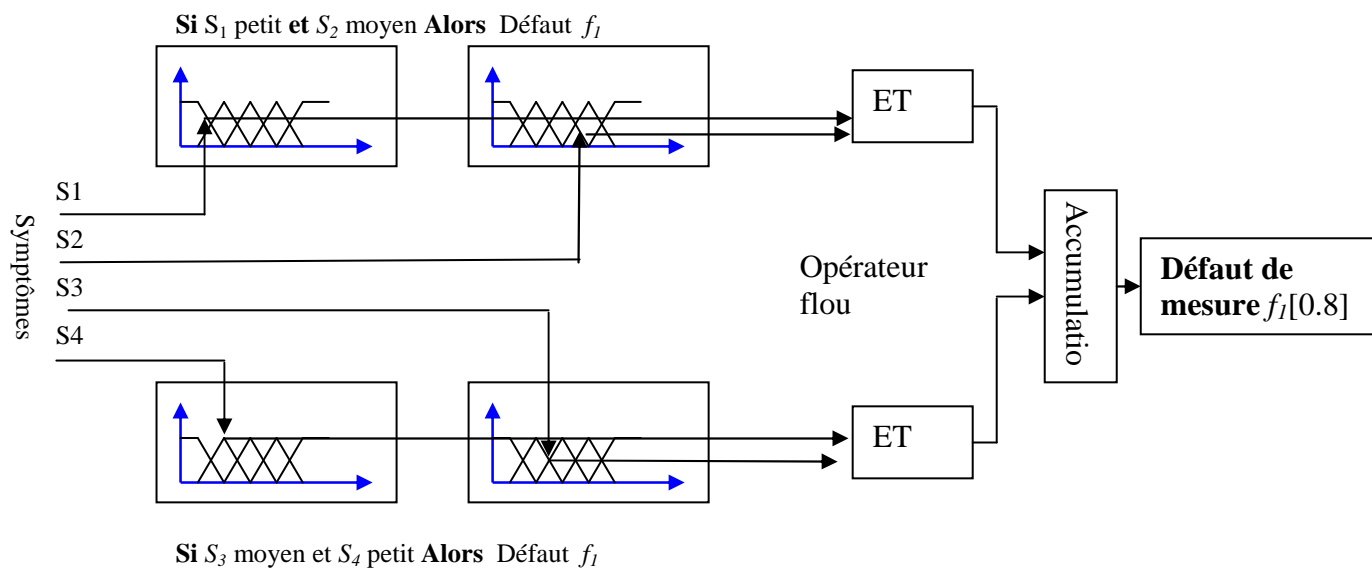 Si S1 petit et S2 moyen Alors Défaut f1
ET
S1
S2
S3
S4
Symptômes
Opérateur
flou
Accumulatio
Défaut de
mesure f1[0.8]
ET
Si S3 moyen et S4 petit Alors Défaut f1